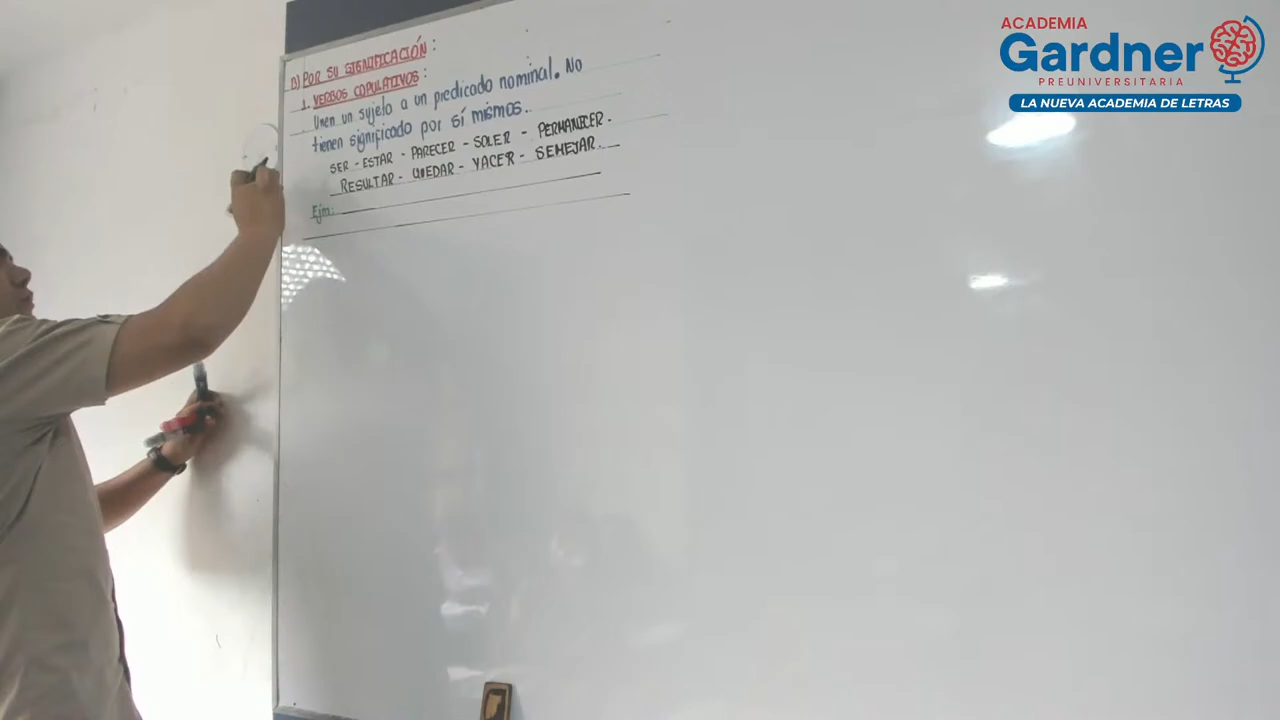 B) POR SU SIGNIFICACIÓN:
1. VERBOS COPULATIVOS:
Unen un sujeto a un predicado nominal. No
tienen significado por sí mismos.
SER - ESTAR - PARECER - SOLER - PERMANECER.
RESULTAR - QUEDAR - YACER - SEMEJAR.
Ejm:
ACADEMIA
Gardner
PREUNIVERSITARIA
LA NUEVA ACADEMIA DE LETRAS